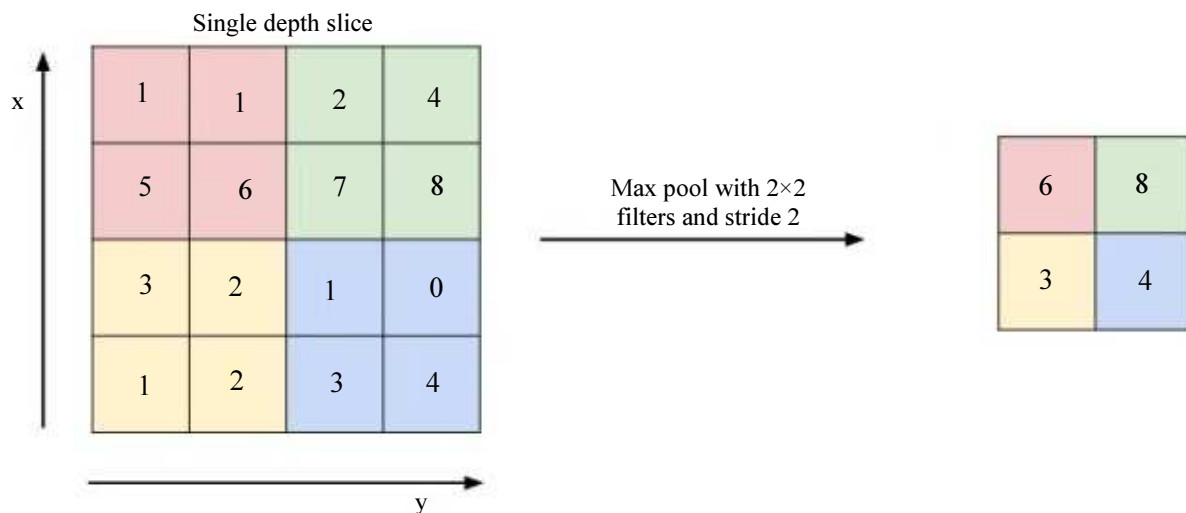 Single depth slice
x
1 1 2 4
5 6 7 8
3 2 1 0
1 2 3 4
y
Max pool with 2×2
filters and stride 2
6 8
3 4